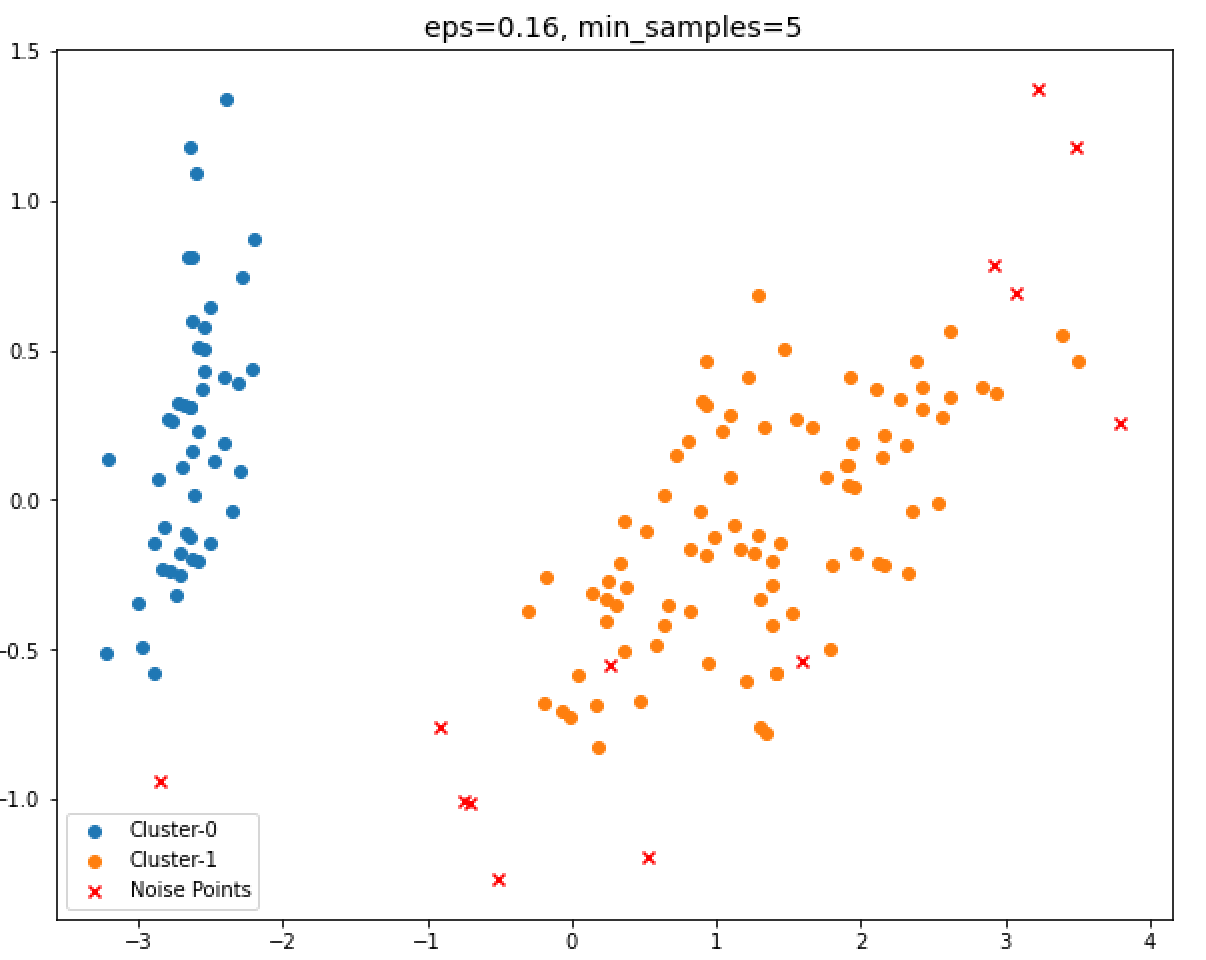 eps=0.16, min_samples=5
1.5
1.0
0.5
0.0
−0.5
−1.0
Cluster-0
Cluster-1
Noise Points
−3 −2 −1 0 1 2 3 4